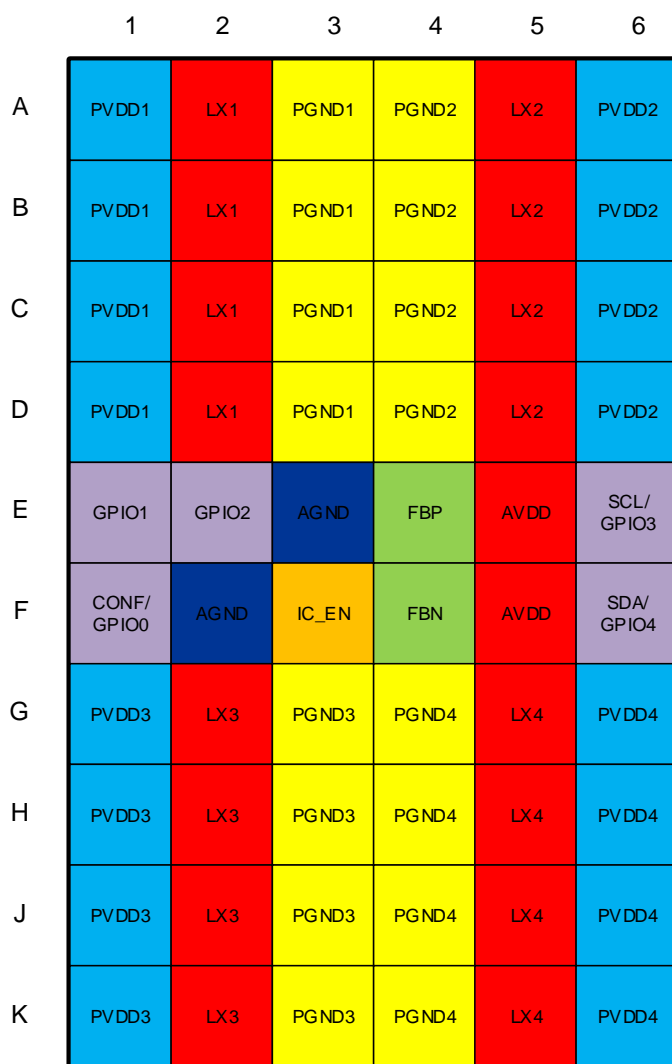 1 2 3 4 5 6
A PVDD1 LX1 PGND1 PGND2 LX2 PVDD2
B PVDD1 LX1 PGND1 PGND2 LX2 PVDD2
C PVDD1 LX1 PGND1 PGND2 LX2 PVDD2
D PVDD1 LX1 PGND1 PGND2 LX2 PVDD2
E GPIO1 GPIO2 AGND FBP AVDD SCL/
GPIO3
F CONF/
GPIO0 AGND IC_EN FBN AVDD SDA/
GPIO4
G PVDD3 LX3 PGND3 PGND4 LX4 PVDD4
H PVDD3 LX3 PGND3 PGND4 LX4 PVDD4
J PVDD3 LX3 PGND3 PGND4 LX4 PVDD4
K PVDD3 LX3 PGND3 PGND4 LX4 PVDD4